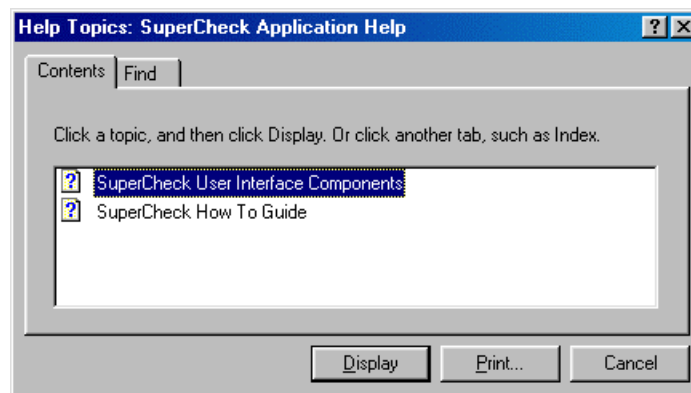 Help Topics: SuperCheck Application Help
Contents Find
Click a topic, and then click Display. Or click another tab, such as Index.
SuperCheck User Interface Components
SuperCheck How To Guide
Display Print... Cancel